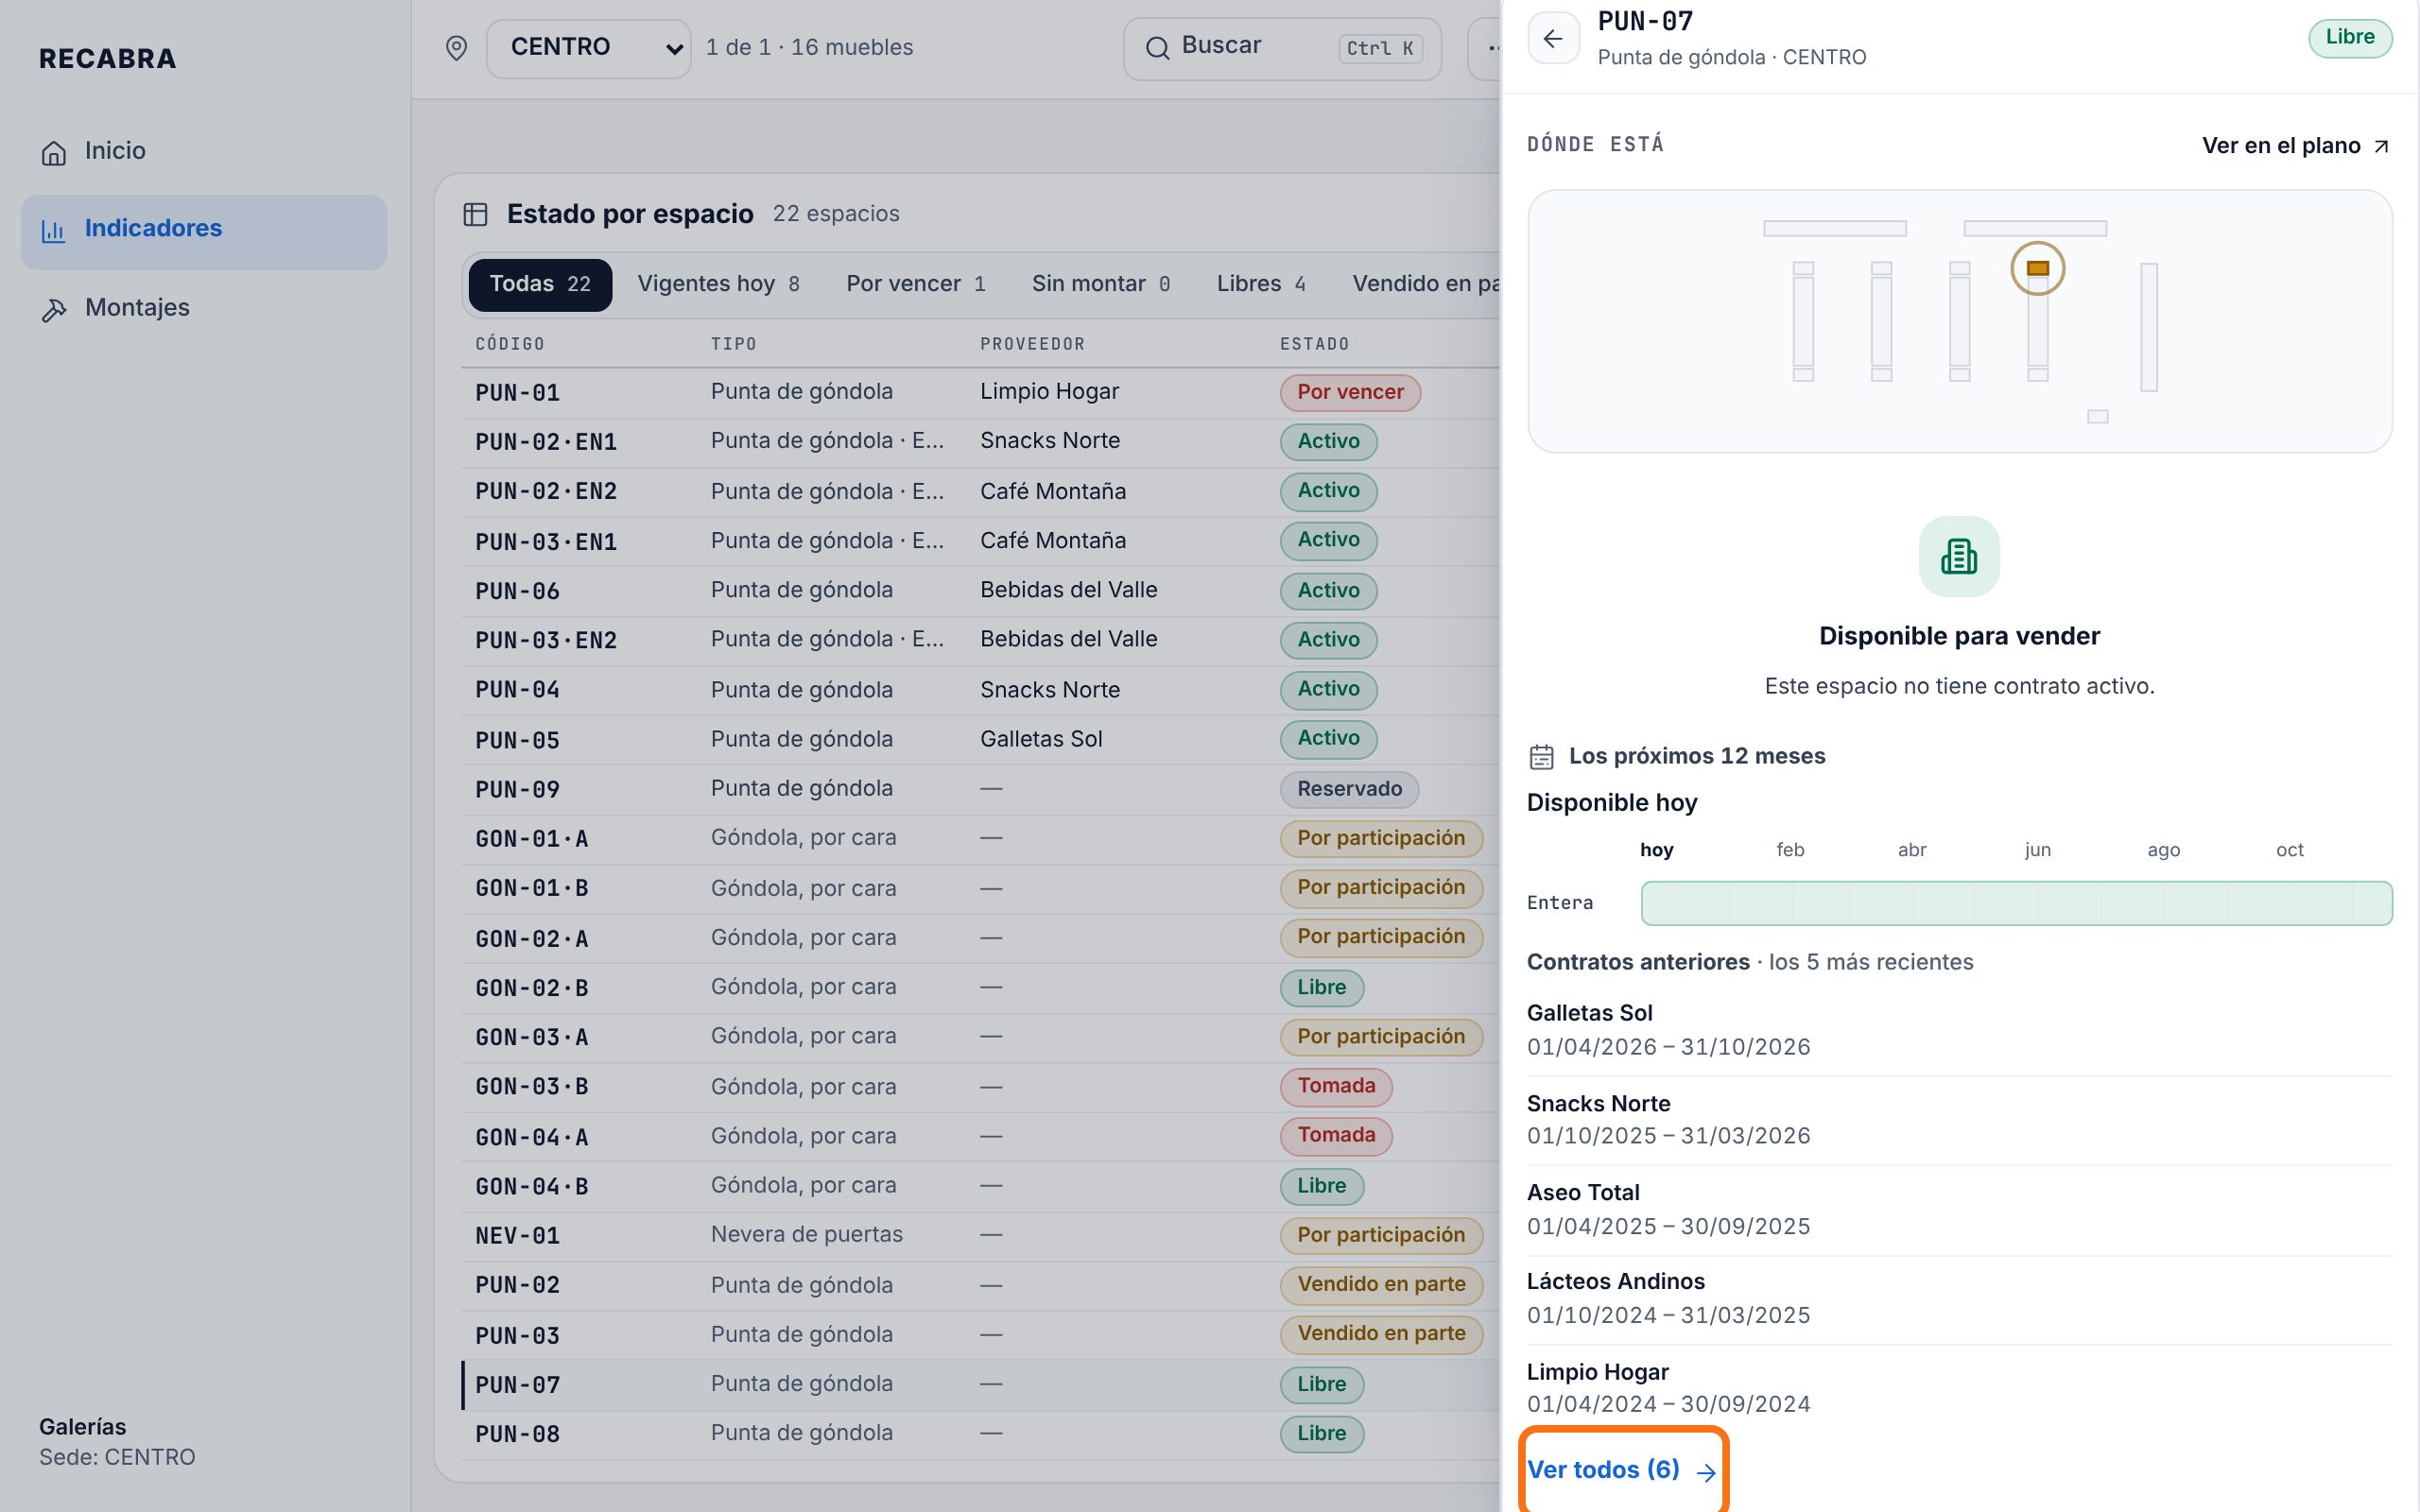 RECABRA
Inicio
Indicadores
Montajes
Galerías
Sede: CENTRO
CENTRO
1 de 1 · 16 muebles
Buscar
Ctrl K
Estado por espacio 22 espacios
Todas 22 Vigentes hoy 8 Por vencer 1 Sin montar 0 Libres 4 Vendido en pa
CÓDIGO TIPO PROVEEDOR ESTADO
PUN-01 Punta de góndola Limpio Hogar Por vencer
PUN-02·EN1 Punta de góndola · E… Snacks Norte Activo
PUN-02·EN2 Punta de góndola · E… Café Montaña Activo
PUN-03·EN1 Punta de góndola · E… Café Montaña Activo
PUN-06 Punta de góndola Bebidas del Valle Activo
PUN-03·EN2 Punta de góndola · E… Bebidas del Valle Activo
PUN-04 Punta de góndola Snacks Norte Activo
PUN-05 Punta de góndola Galletas Sol Activo
PUN-09 Punta de góndola — Reservado
GON-01·A Góndola, por cara — Por participación
GON-01·B Góndola, por cara — Por participación
GON-02·A Góndola, por cara — Por participación
GON-02·B Góndola, por cara — Libre
GON-03·A Góndola, por cara — Por participación
GON-03·B Góndola, por cara — Tomada
GON-04·A Góndola, por cara — Tomada
GON-04·B Góndola, por cara — Libre
NEV-01 Nevera de puertas — Por participación
PUN-02 Punta de góndola — Vendido en parte
PUN-03 Punta de góndola — Vendido en parte
PUN-07 Punta de góndola — Libre
PUN-08 Punta de góndola — Libre
PUN-07
Punta de góndola · CENTRO
Libre
DÓNDE ESTÁ
Ver en el plano
Disponible para vender
Este espacio no tiene contrato activo.
Los próximos 12 meses
Disponible hoy
hoy feb abr jun ago oct
Entera
Contratos anteriores · los 5 más recientes
Galletas Sol
01/04/2026 – 31/10/2026
Snacks Norte
01/10/2025 – 31/03/2026
Aseo Total
01/04/2025 – 30/09/2025
Lácteos Andinos
01/10/2024 – 31/03/2025
Limpio Hogar
01/04/2024 – 30/09/2024
Ver todos (6)